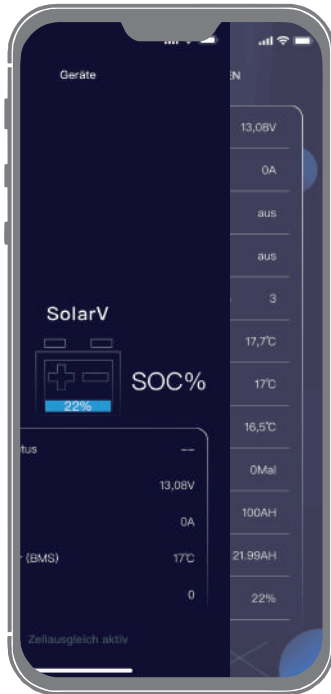 Geräte
SolarV
SOC%
22%
tus --
13,08V
0A
(BMS) 17℃
0
Zellausgleich aktiv
N
13,08V
0A
aus
aus
3
17,7℃
17℃
16,5℃
0Mal
100AH
21.99AH
22%